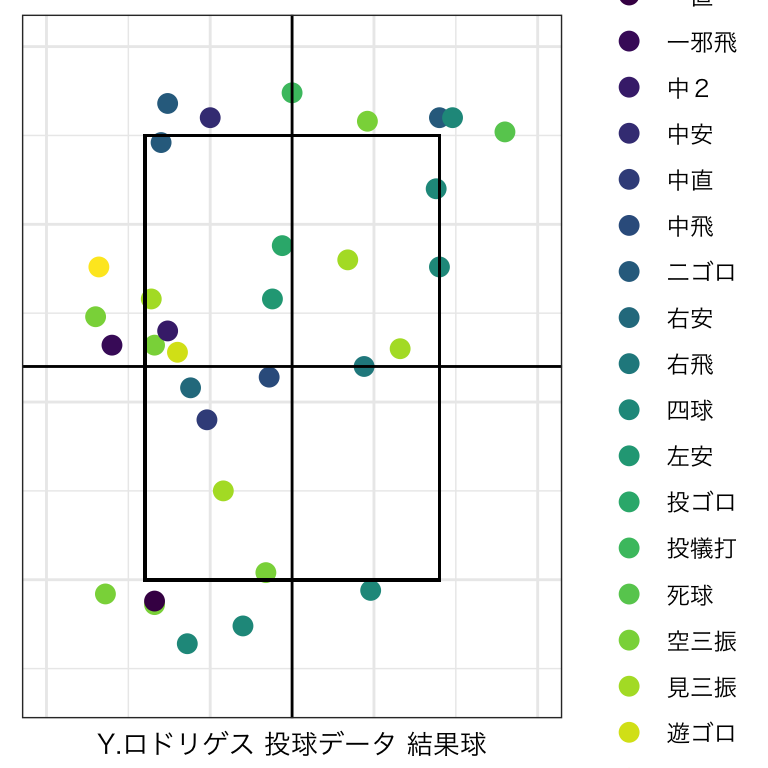 一邪飛
中２
中安
中直
中飛
二ゴロ
右安
右飛
四球
左安
投ゴロ
投犠打
死球
空三振
見三振
遊ゴロ
Y.ロドリゲス 投球データ 結果球